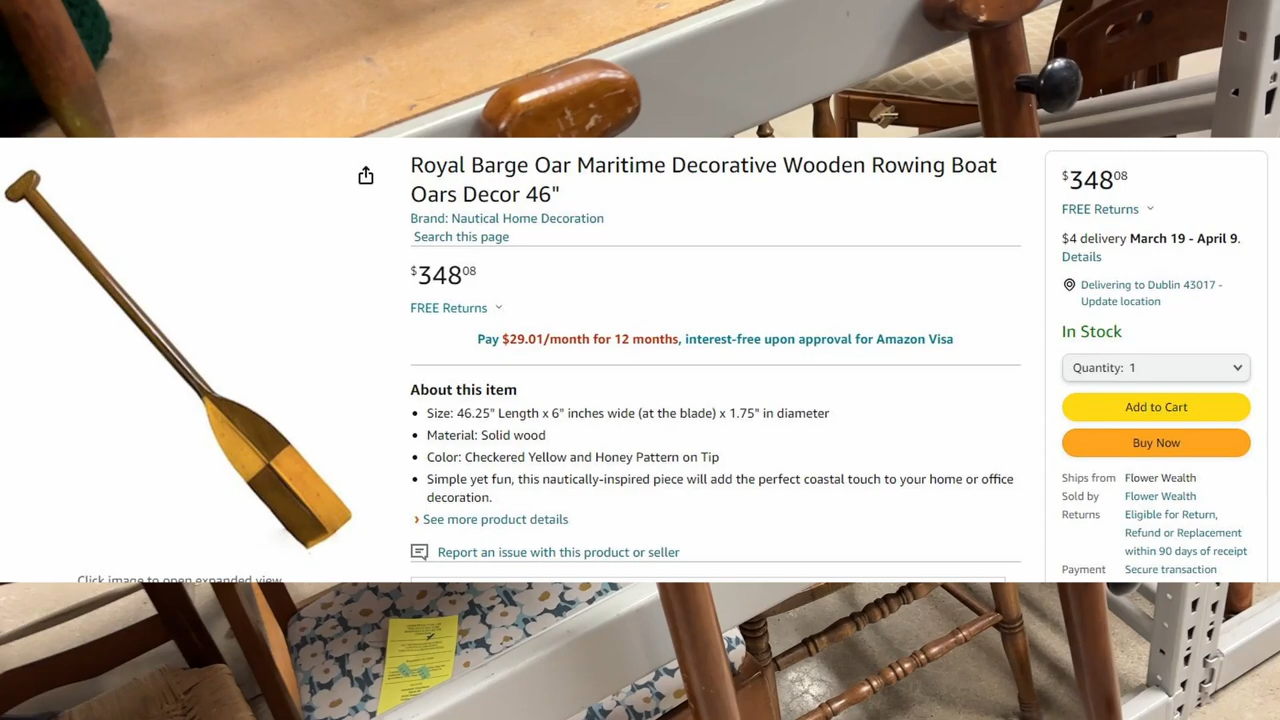 Royal Barge Oar Maritime Decorative Wooden Rowing Boat
Oars Decor 46"
Brand: Nautical Home Decoration
Search this page
$34808
FREE Returns
Pay $29.01/month for 12 months, interest-free upon approval for Amazon Visa
About this item
• Size: 46.25" Length x 6" inches wide (at the blade) x 1.75" in diameter
• Material: Solid wood
• Color: Checkered Yellow and Honey Pattern on Tip
• Simple yet fun, this nautically-inspired piece will add the perfect coastal touch to your home or office
decoration.
› See more product details
Report an issue with this product or seller
Click image to open expanded view
$34808
FREE Returns
$4 delivery March 19 - April 9.
Details
Delivering to Dublin 43017 -
Update location
In Stock
Quantity: 1
Add to Cart
Buy Now
Ships from Flower Wealth
Sold by Flower Wealth
Returns Eligible for Return,
Refund or Replacement
within 90 days of receipt
Payment Secure transaction